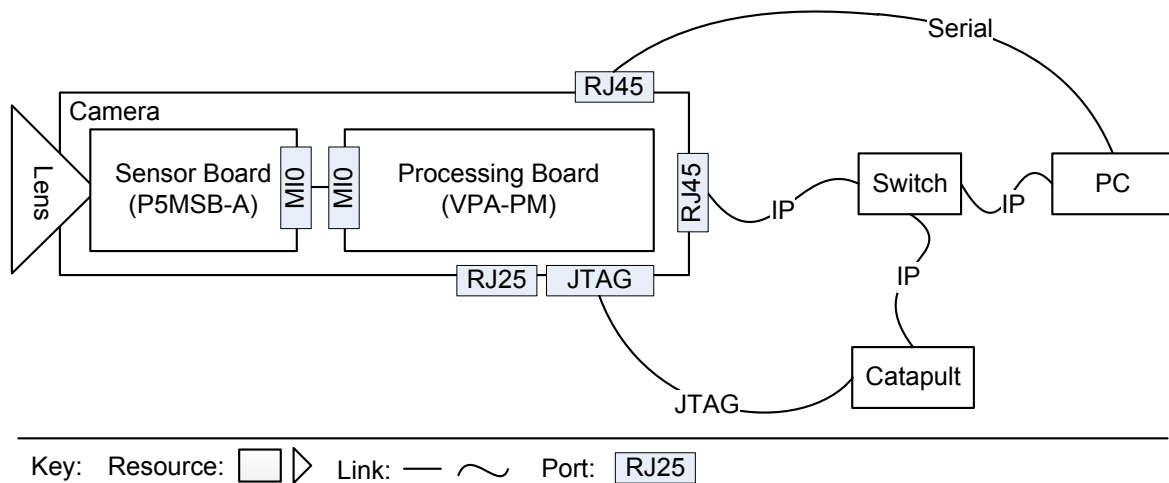 Serial
RJ45
Camera
Lens
Sensor Board
(P5MSB-A)
MI0
MI0
Processing Board
(VPA-PM)
RJ45
IP
Switch
IP
PC
RJ25
JTAG
IP
JTAG
Catapult
Key: Resource: Link: Port: RJ25